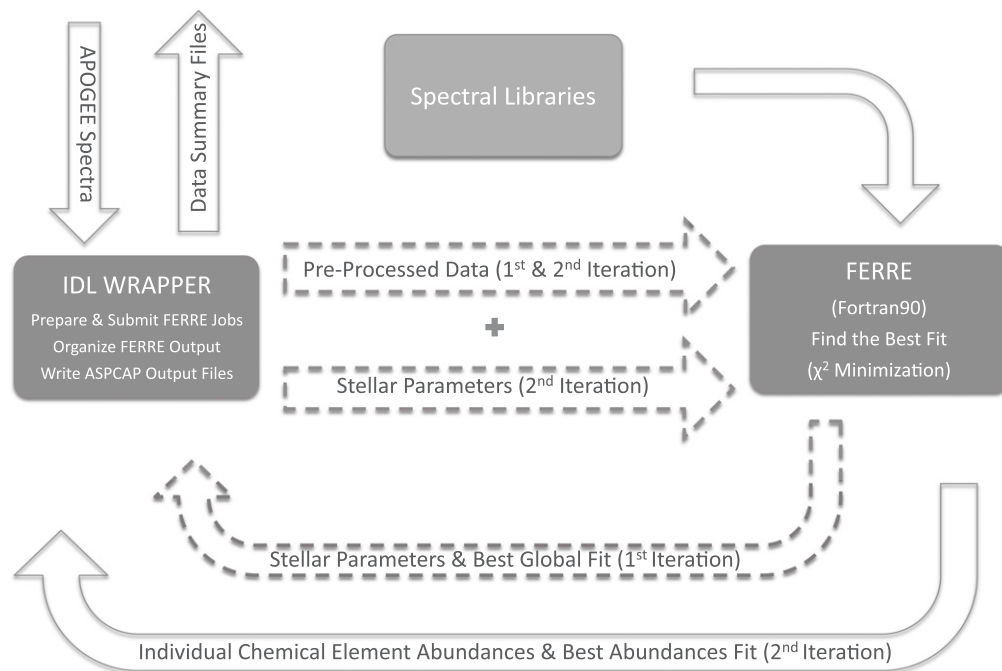 APOGEE Spectra
Data Summary Files
Spectral Libraries
IDL WRAPPER
Prepare & Submit FERRE Jobs
Organize FERRE Output
Write ASPCAP Output Files
Pre-Processed Data (1st & 2nd Iteration)
+
Stellar Parameters (2nd Iteration)
FERRE
(Fortran90)
Find the Best Fit
(χ² Minimization)
Stellar Parameters & Best Global Fit (1st Iteration)
Individual Chemical Element Abundances & Best Abundances Fit (2nd Iteration)